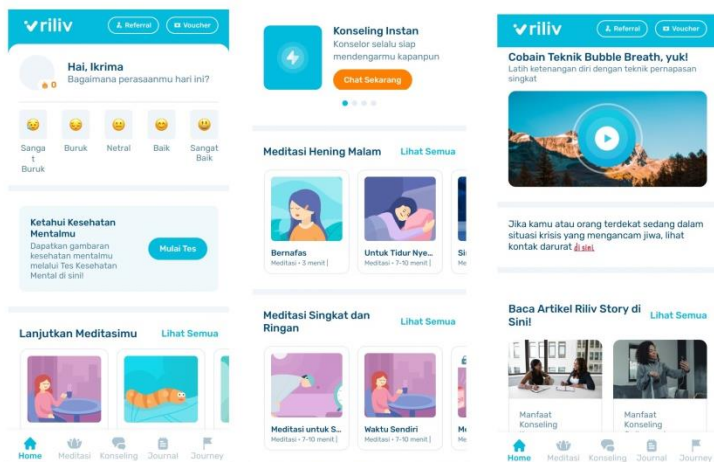 riliv
Referral
Voucher
Hai, Ikrima
Bagaimana perasaanmu hari ini?
0
Sanga
t
Buruk
Buruk
Netral
Baik
Sangat
Baik
Ketahui Kesehatan
Mentalmu
Dapatkan gambaran
kesehatan mentalmu
melalui Tes Kesehatan
Mental di sini!
Mulai Tes
Lanjutkan Meditasimu
Lihat Semua
Home
Meditasi
Konseling
Journal
Journey
Konseling Instan
Konselor selalu siap
mendengarmu kapanpun
Chat Sekarang
Meditasi Hening Malam
Lihat Semua
Bernafas
Meditasi • 3 menit |
Untuk Tidur Nye...
Meditasi • 7-10 menit |
Meditasi Singkat dan
Ringan
Lihat Semua
Meditasi untuk S...
Meditasi • 7-10 menit |
Waktu Sendiri
Meditasi • 7-10 menit |
riliv
Referral
Voucher
Cobain Teknik Bubble Breath, yuk!
Latih ketenangan diri dengan teknik pernapasan
singkat
Jika kamu atau orang terdekat sedang dalam
situasi krisis yang mengancam jiwa, lihat
kontak darurat di sini.
Baca Artikel Riliv Story di
Sini!
Lihat Semua
Manfaat
Konseling
Manfaat
Konseling
Home
Meditasi
Konseling
Journal
Journey